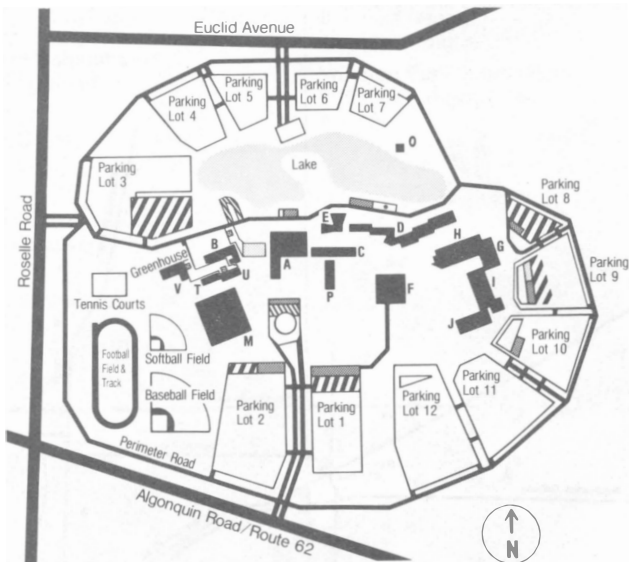 Euclid Avenue
Parking
Lot 4
Parking
Lot 5
Parking
Lot 6
Parking
Lot 7
O
Lake
Parking
Lot 3
Parking
Lot 8
Roselle Road
E
D
H
G
B
Greenhouse
A
C
Parking
Lot 9
V
T
U
P
F
I
Tennis Courts
M
J
Parking
Lot 10
Softball Field
Football
Field &
Track
Baseball Field
Parking
Lot 2
Parking
Lot 1
Parking
Lot 12
Parking
Lot 11
Perimeter Road
Algonquin Road/Route 62
N